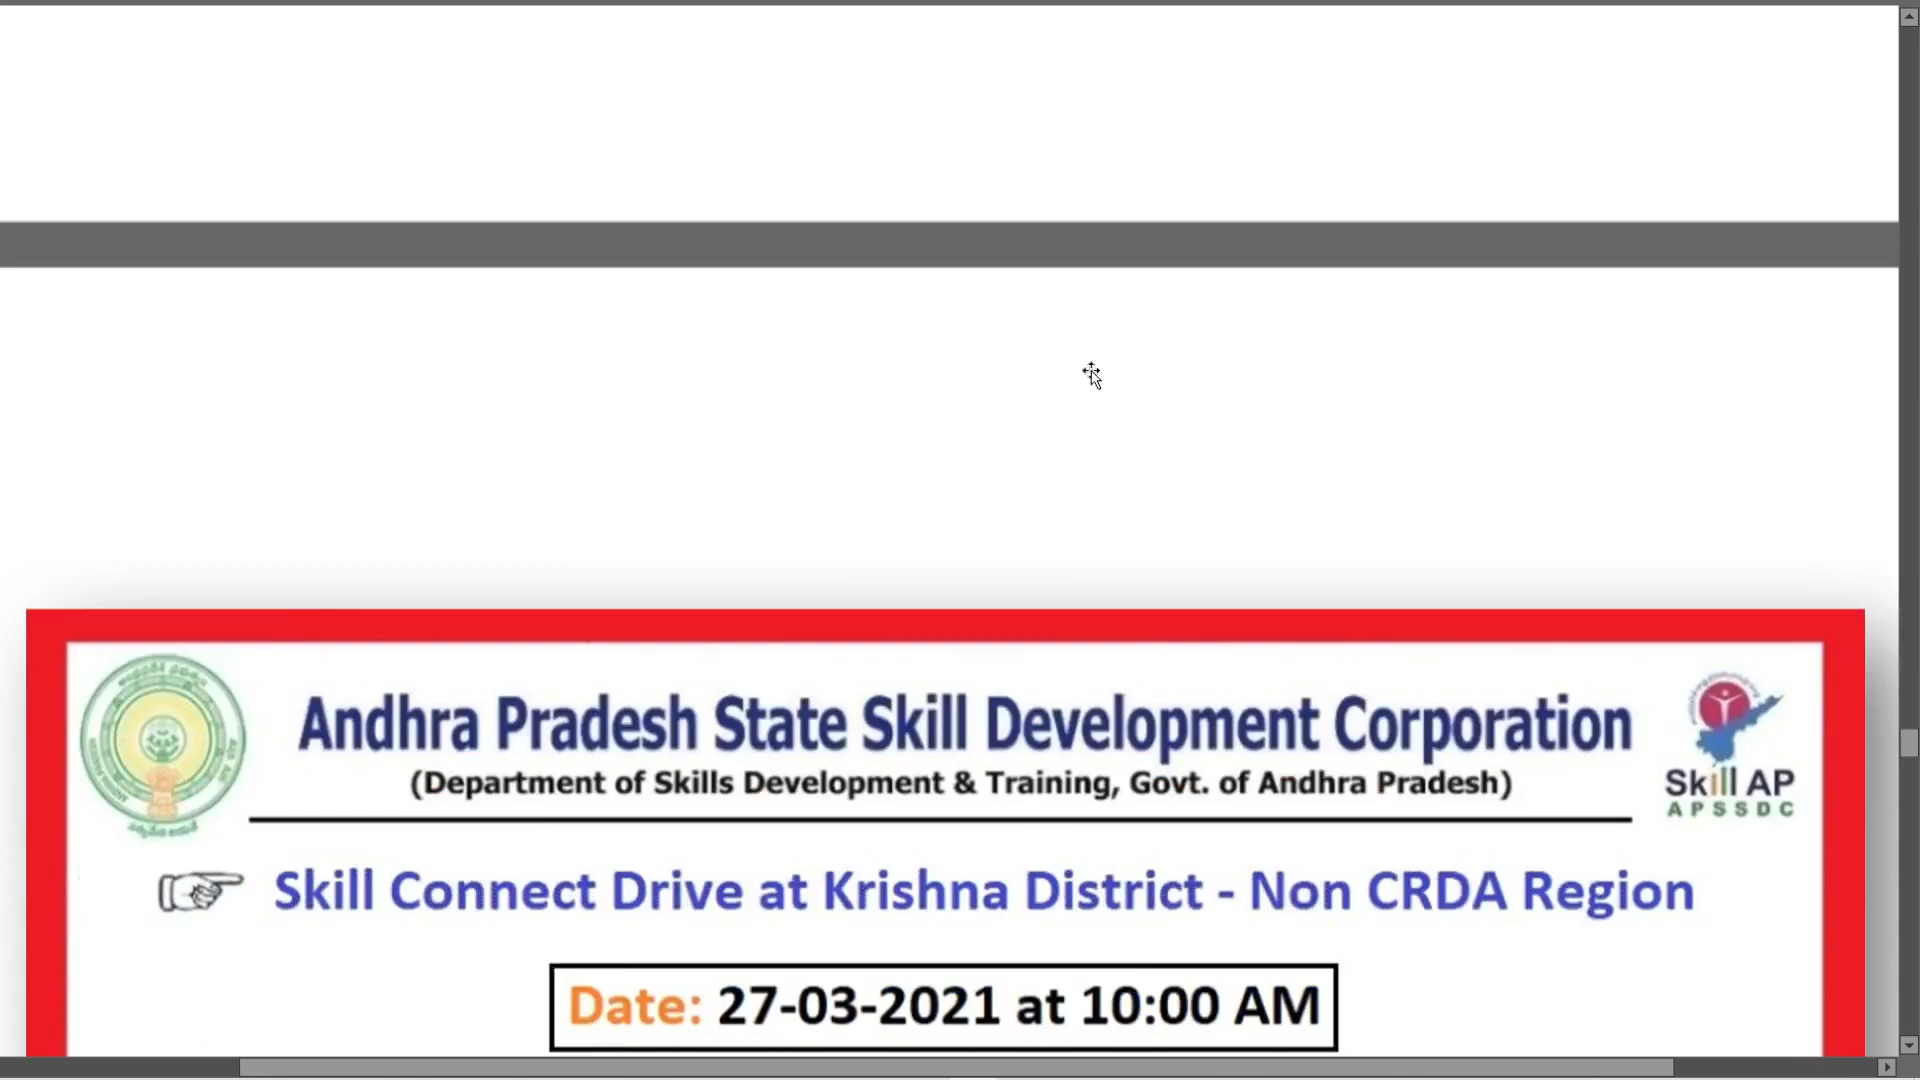 Andhra Pradesh State Skill Development Corporation
(Department of Skills Development & Training, Govt. of Andhra Pradesh)
Skill AP
APSSDC
Skill Connect Drive at Krishna District - Non CRDA Region
Date: 27-03-2021 at 10:00 AM